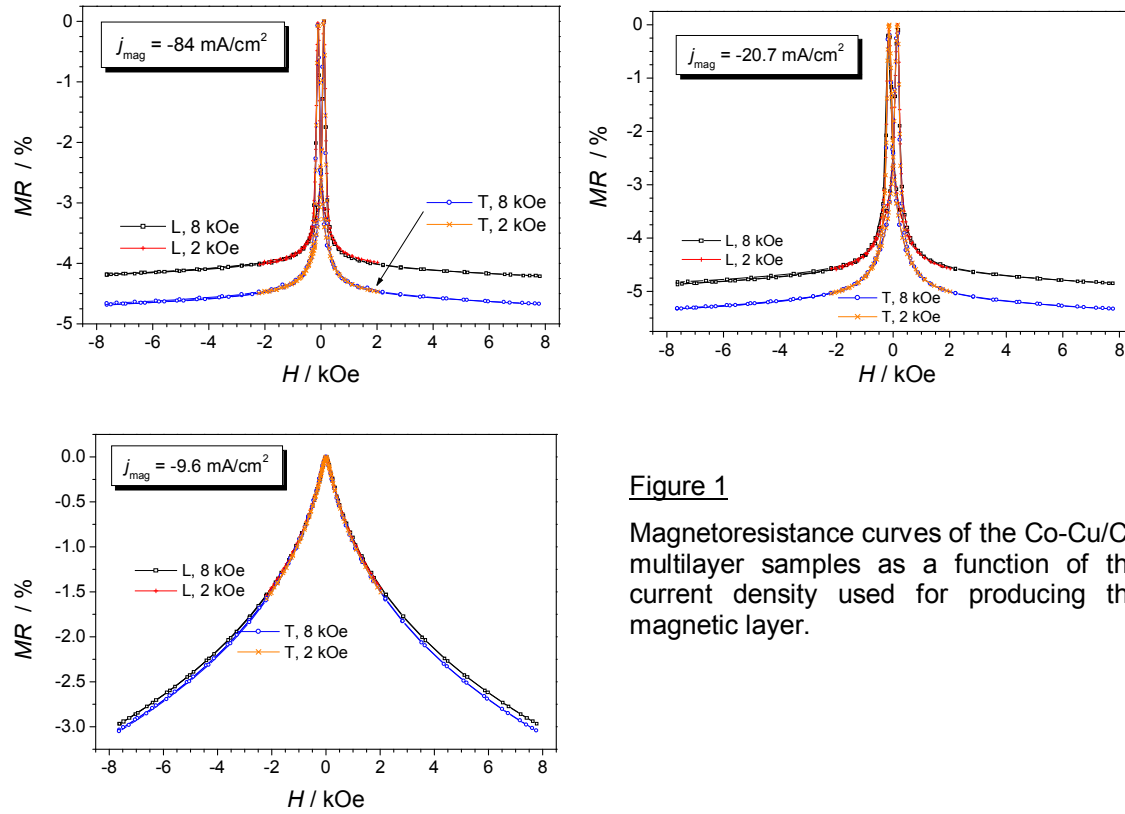 j_mag = -84 mA/cm²
0
-1
-2
-3
-4
-5
MR / %
L, 8 kOe
L, 2 kOe
T, 8 kOe
T, 2 kOe
-8 -6 -4 -2 0 2 4 6 8
H / kOe
j_mag = -20.7 mA/cm²
0
-1
-2
-3
-4
-5
MR / %
L, 8 kOe
L, 2 kOe
T, 8 kOe
T, 2 kOe
-8 -6 -4 -2 0 2 4 6 8
H / kOe
j_mag = -9.6 mA/cm²
0.0
-0.5
-1.0
-1.5
-2.0
-2.5
-3.0
MR / %
L, 8 kOe
L, 2 kOe
T, 8 kOe
T, 2 kOe
-8 -6 -4 -2 0 2 4 6 8
H / kOe
Figure 1
Magnetoresistance curves of the Co-Cu/C
multilayer samples as a function of th
current density used for producing th
magnetic layer.